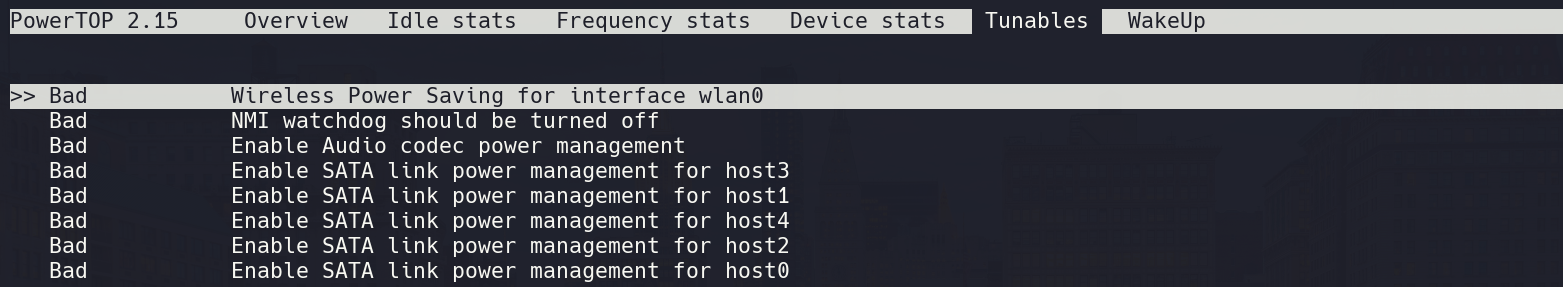 PowerTOP 2.15     Overview   Idle stats   Frequency stats   Device stats   Tunables   WakeUp
>> Bad           Wireless Power Saving for interface wlan0
   Bad           NMI watchdog should be turned off
   Bad           Enable Audio codec power management
   Bad           Enable SATA link power management for host3
   Bad           Enable SATA link power management for host1
   Bad           Enable SATA link power management for host4
   Bad           Enable SATA link power management for host2
   Bad           Enable SATA link power management for host0